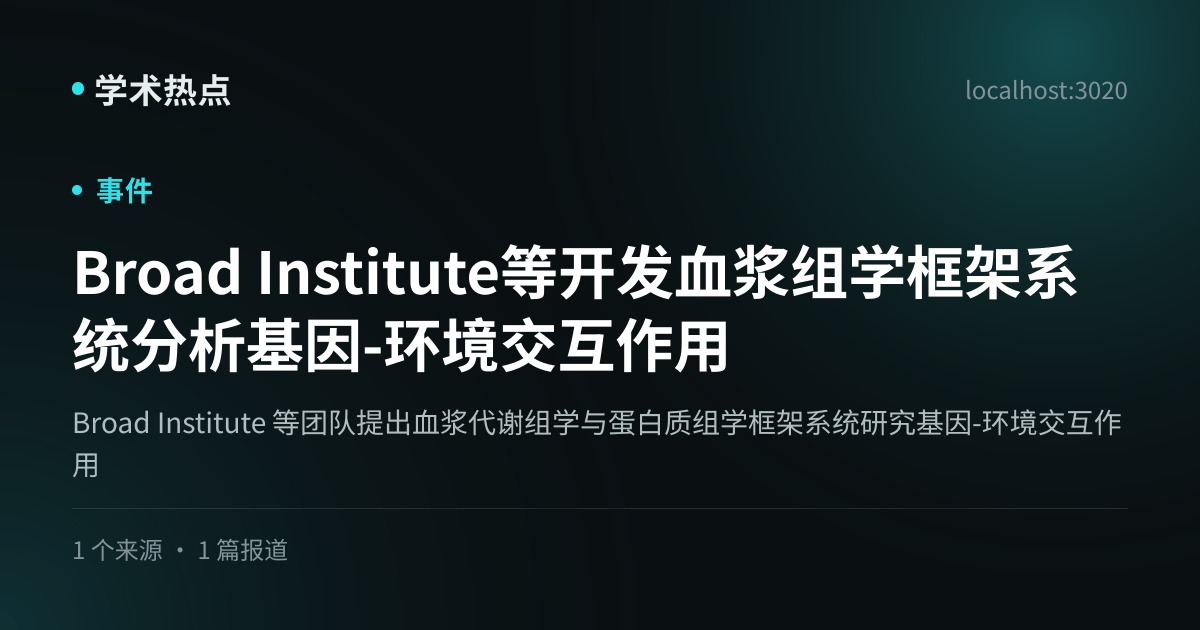 学术热点
localhost:3020
事件
Broad Institute等开发血浆组学框架系
统分析基因-环境交互作用
Broad Institute 等团队提出血浆代谢组学与蛋白质组学框架系统研究基因-环境交互作
用
1 个来源 · 1 篇报道